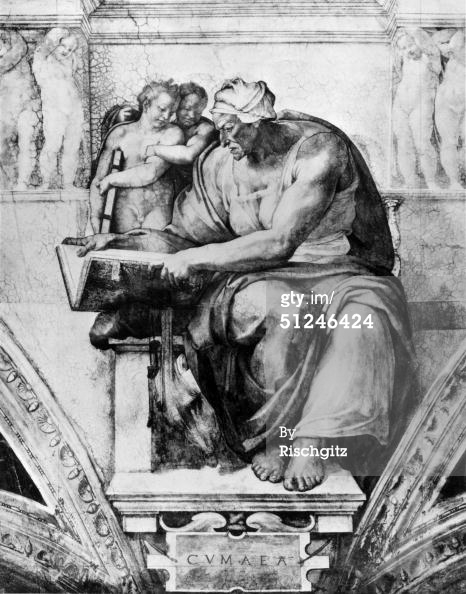 gty.im/
51246424
By
Rischgitz
CVMAEA